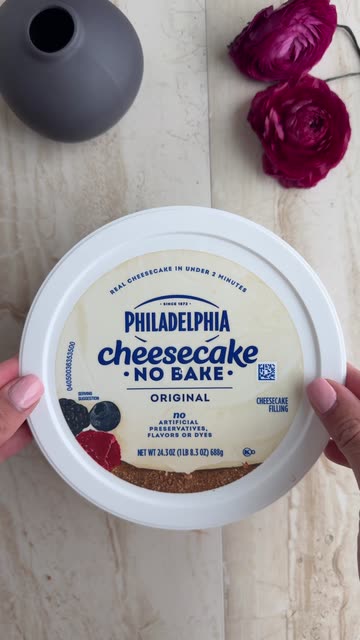 REAL CHEESECAKE IN UNDER 2 MINUTES
• SINCE 1872 •
PHILADELPHIA
cheesecake
• NO BAKE •
ORIGINAL
no
ARTIFICIAL
PRESERVATIVES,
FLAVORS OR DYES
NET WT 24.3 OZ (1 LB 8.3 OZ) 680g
04050036353500
SERVING
SUGGESTION
CHEESECAKE
FILLING
K